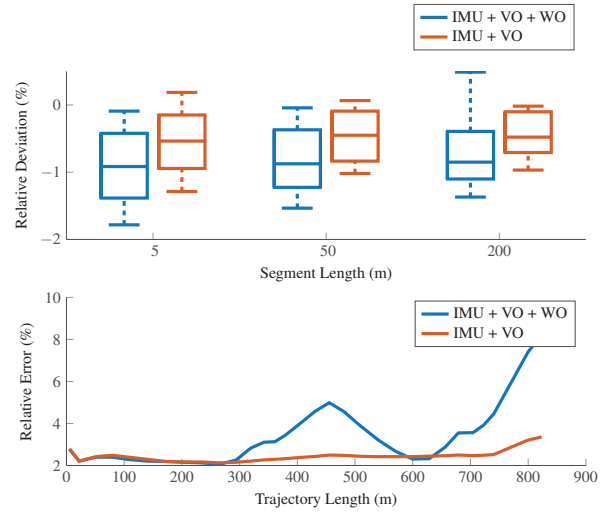 IMU + VO + WO
IMU + VO
Relative Deviation (%)
0
−1
−2
5
50
200
Segment Length (m)
IMU + VO + WO
IMU + VO
Relative Error (%)
10
8
6
4
2
0 100 200 300 400 500 600 700 800 900
Trajectory Length (m)